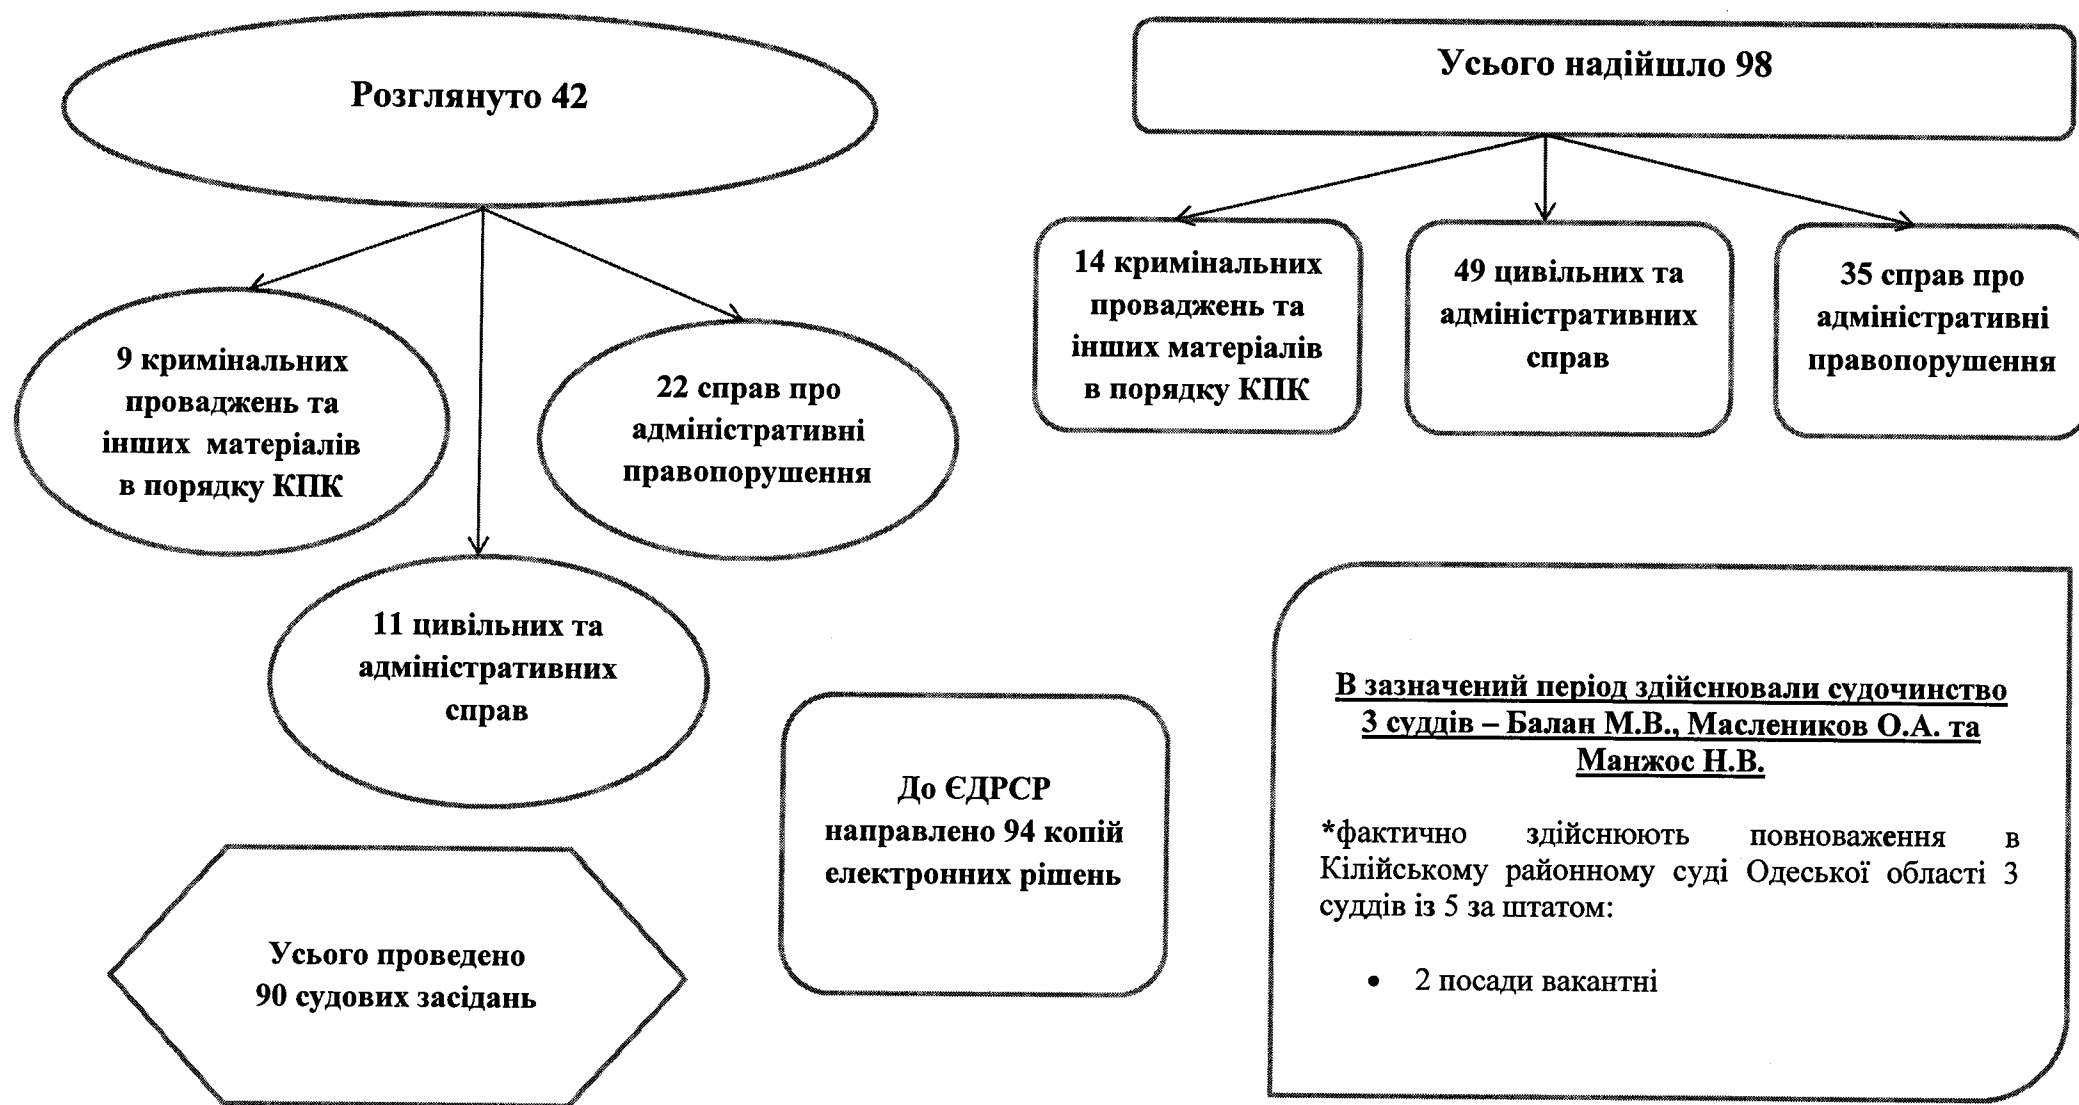 Розглянуто 42
9 кримінальних
проваджень та
інших матеріалів
в порядку КПК
22 справ про
адміністративні
правопорушення
11 цивільних та
адміністративних
справ
Усього надійшло 98
14 кримінальних
проваджень та
інших матеріалів
в порядку КПК
49 цивільних та
адміністративних
справ
35 справ про
адміністративні
правопорушення
Усього проведено
90 судових засідань
До ЄДРСР
направлено 94 копій
електронних рішень
В зазначений період здійснювали судочинство
3 суддів – Балан М.В., Маслеников О.А. та
Манжос Н.В.
*фактично здійснюють повноваження в
Кілійському районному суді Одеської області 3
суддів із 5 за штатом:
• 2 посади вакантні